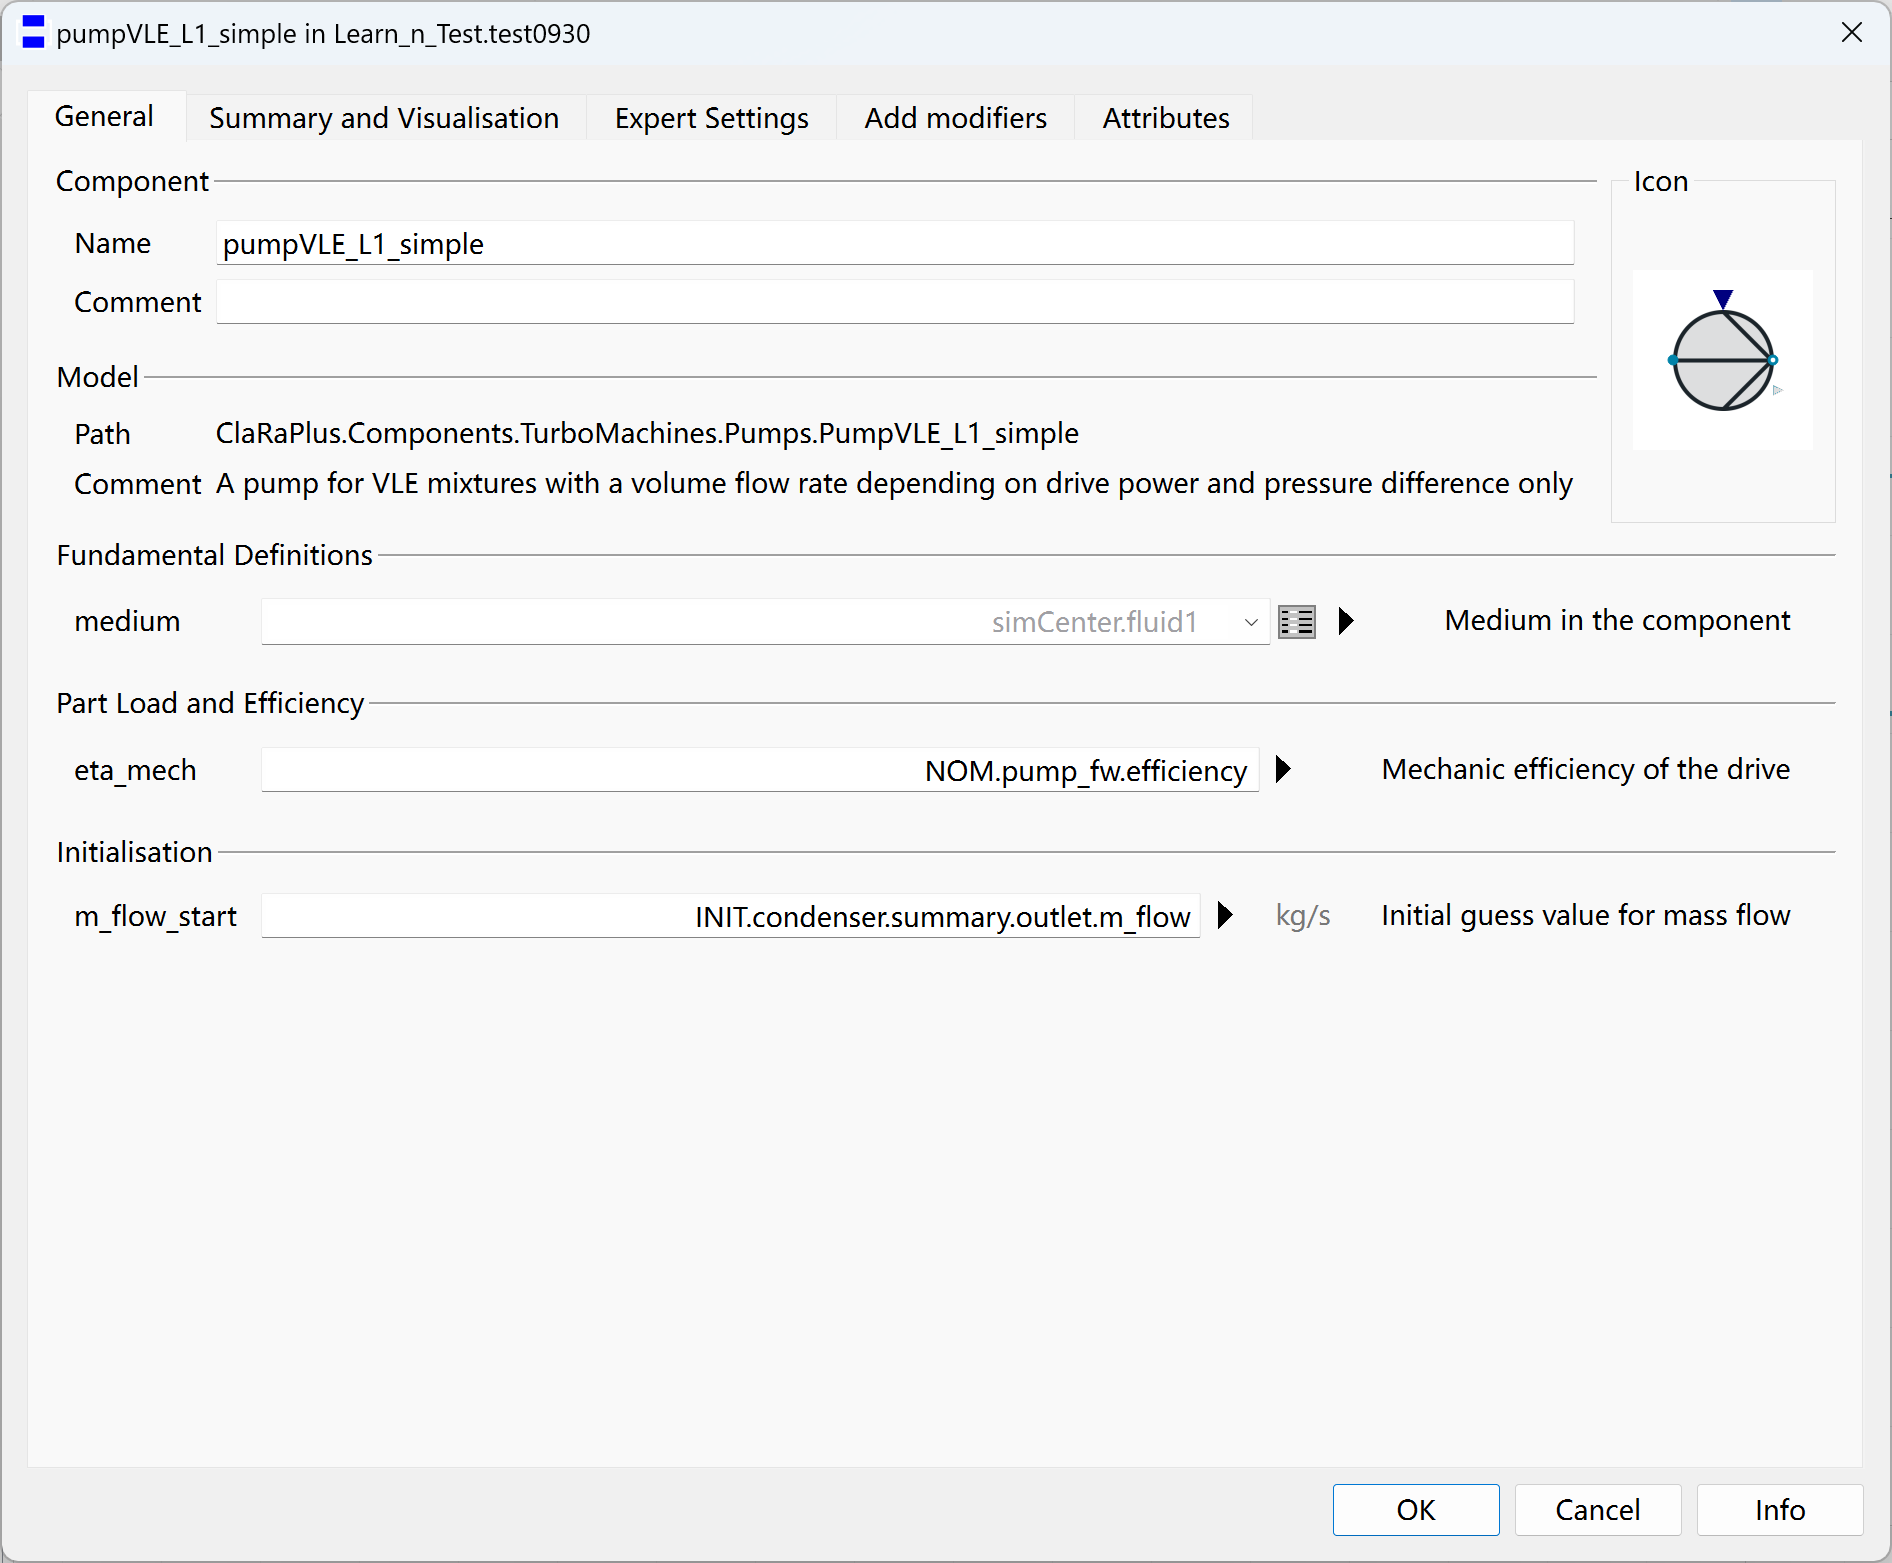 pumpVLE_L1_simple in Learn_n_Test.test0930
General Summary and Visualisation Expert Settings Add modifiers Attributes
Component
Icon
Name pumpVLE_L1_simple
Comment
Model
Path ClaRaPlus.Components.TurboMachines.Pumps.PumpVLE_L1_simple
Comment A pump for VLE mixtures with a volume flow rate depending on drive power and pressure difference only
Fundamental Definitions
medium simCenter.fluid1 Medium in the component
Part Load and Efficiency
eta_mech NOM.pump_fw.efficiency Mechanic efficiency of the drive
Initialisation
m_flow_start INIT.condenser.summary.outlet.m_flow kg/s Initial guess value for mass flow
OK Cancel Info